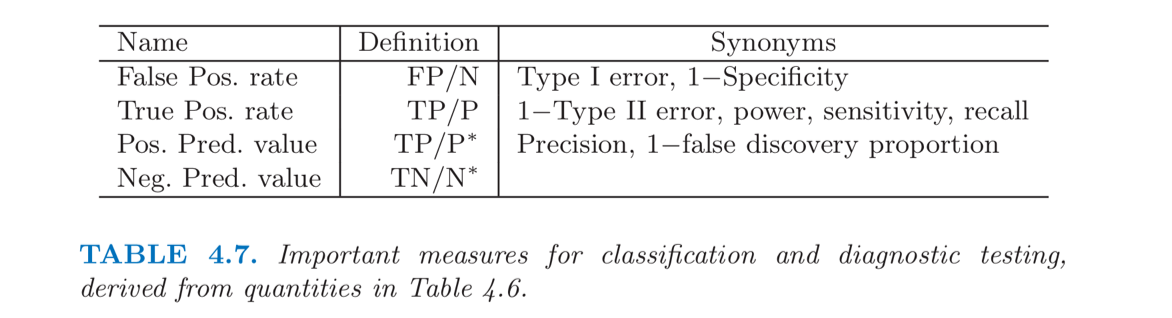 Name Definition Synonyms
False Pos. rate FP/N Type I error, 1−Specificity
True Pos. rate TP/P 1−Type II error, power, sensitivity, recall
Pos. Pred. value TP/P* Precision, 1−false discovery proportion
Neg. Pred. value TN/N*
TABLE 4.7. Important measures for classification and diagnostic testing,
derived from quantities in Table 4.6.